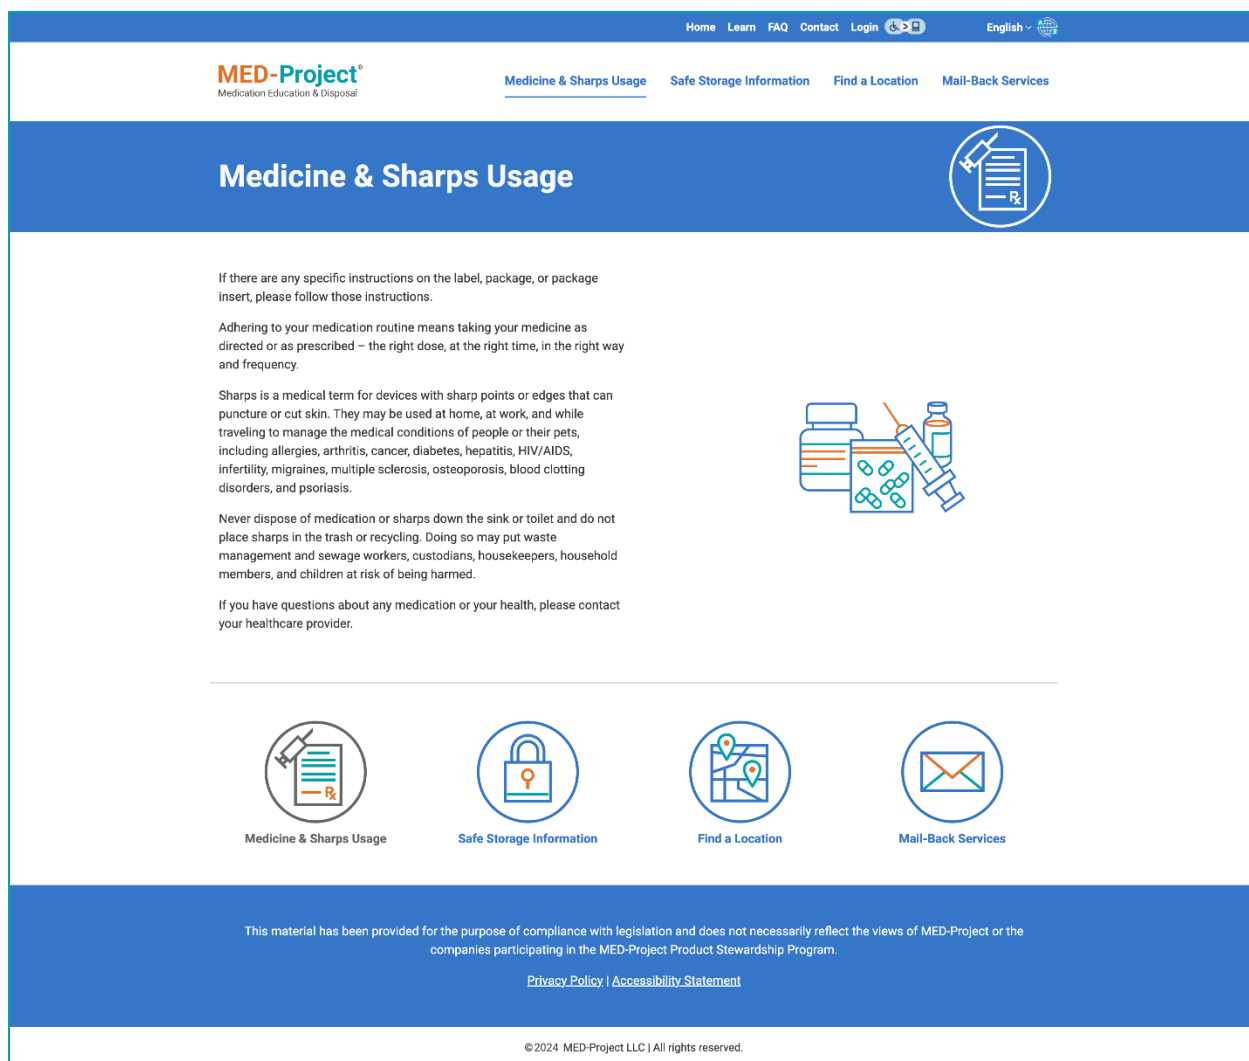 Home Learn FAQ Contact Login English
MED-Project®
Medication Education & Disposal
Medicine & Sharps Usage Safe Storage Information Find a Location Mail-Back Services
Medicine & Sharps Usage
Rx
If there are any specific instructions on the label, package, or package
insert, please follow those instructions.
Adhering to your medication routine means taking your medicine as
directed or as prescribed – the right dose, at the right time, in the right way
and frequency.
Sharps is a medical term for devices with sharp points or edges that can
puncture or cut skin. They may be used at home, at work, and while
traveling to manage the medical conditions of people or their pets,
including allergies, arthritis, cancer, diabetes, hepatitis, HIV/AIDS,
infertility, migraines, multiple sclerosis, osteoporosis, blood clotting
disorders, and psoriasis.
Never dispose of medication or sharps down the sink or toilet and do not
place sharps in the trash or recycling. Doing so may put waste
management and sewage workers, custodians, housekeepers, household
members, and children at risk of being harmed.
If you have questions about any medication or your health, please contact
your healthcare provider.
Rx
Medicine & Sharps Usage Safe Storage Information Find a Location Mail-Back Services
This material has been provided for the purpose of compliance with legislation and does not necessarily reflect the views of MED-Project or the
companies participating in the MED-Project Product Stewardship Program.
Privacy Policy | Accessibility Statement
©2024 MED-Project LLC | All rights reserved.